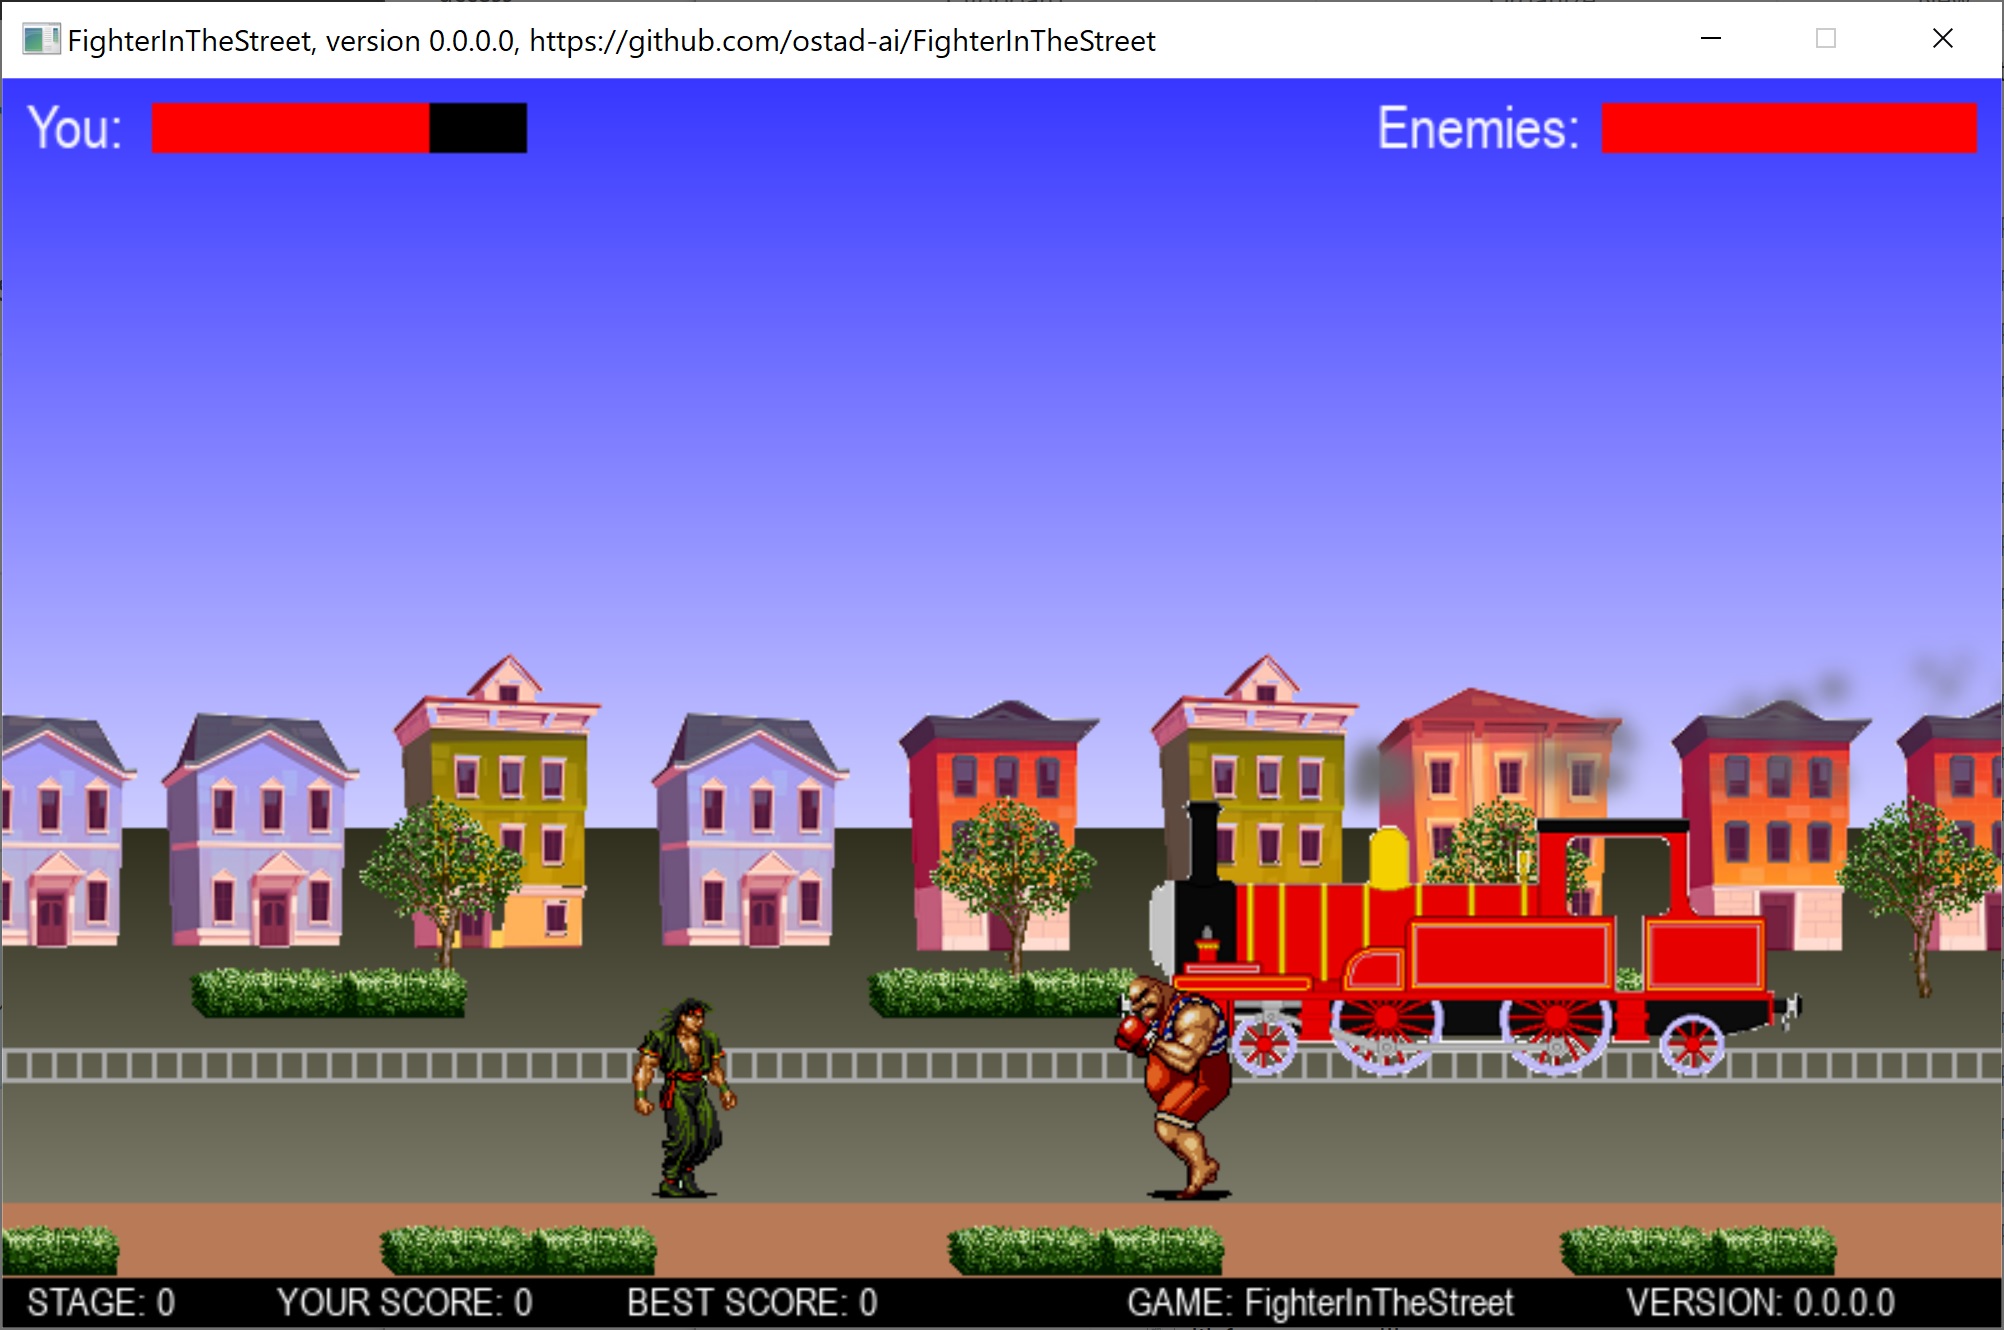 FighterInTheStreet, version 0.0.0.0, https://github.com/ostad-ai/FighterInTheStreet
You: Enemies:
STAGE: 0 YOUR SCORE: 0 BEST SCORE: 0 GAME: FighterInTheStreet VERSION: 0.0.0.0